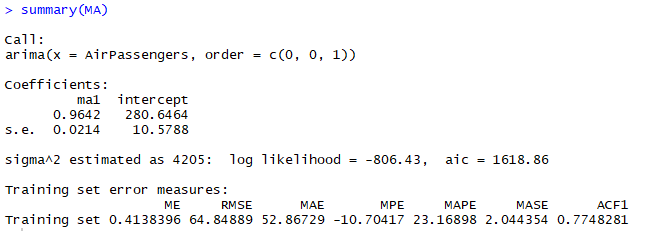 > summary(MA)
Call:
arima(x = AirPassengers, order = c(0, 0, 1))
Coefficients:
ma1 intercept
0.9642 280.6464
s.e. 0.0214 10.5788
sigma^2 estimated as 4205: log likelihood = -806.43, aic = 1618.86
Training set error measures:
ME RMSE MAE MPE MAPE MASE ACF1
Training set 0.4138396 64.84889 52.86729 -10.70417 23.16898 2.044354 0.7748281